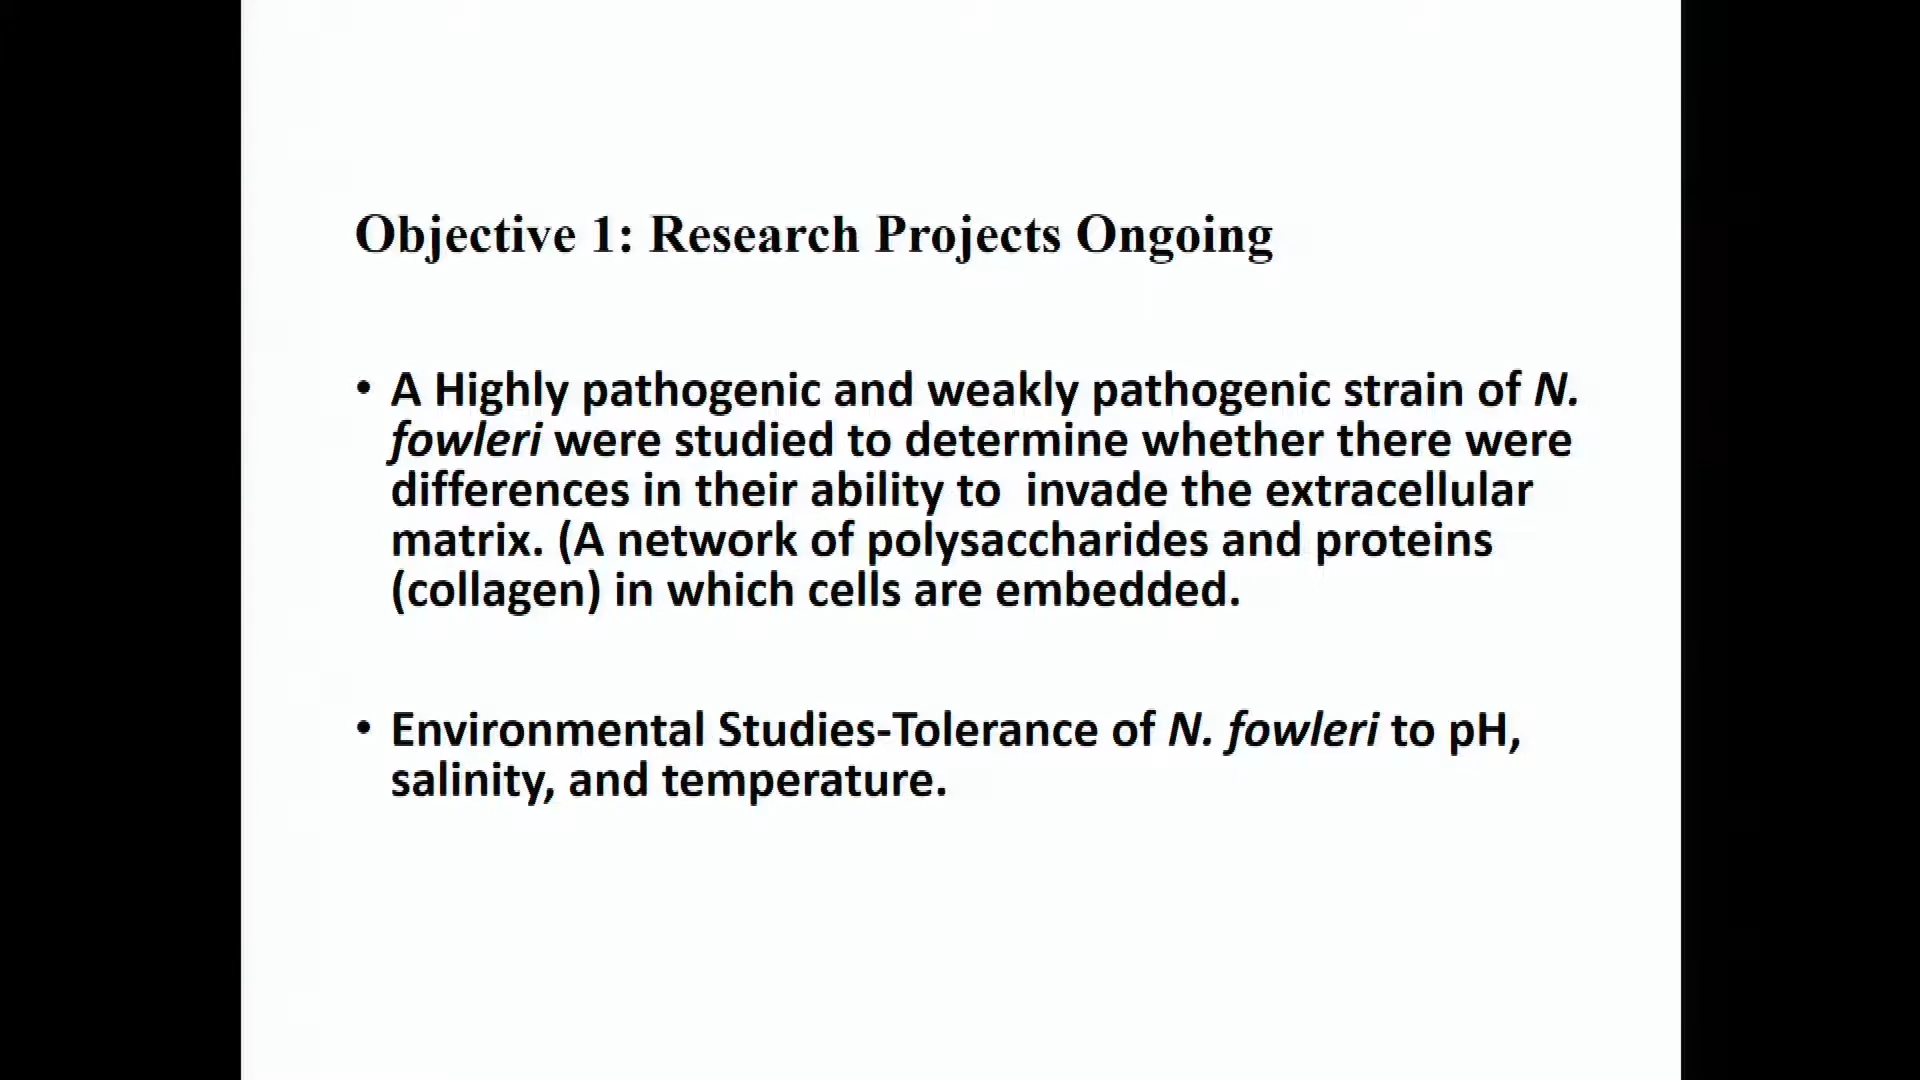 Objective 1: Research Projects Ongoing
• A Highly pathogenic and weakly pathogenic strain of N.
fowleri were studied to determine whether there were
differences in their ability to  invade the extracellular
matrix. (A network of polysaccharides and proteins
(collagen) in which cells are embedded.
• Environmental Studies-Tolerance of N. fowleri to pH,
salinity, and temperature.